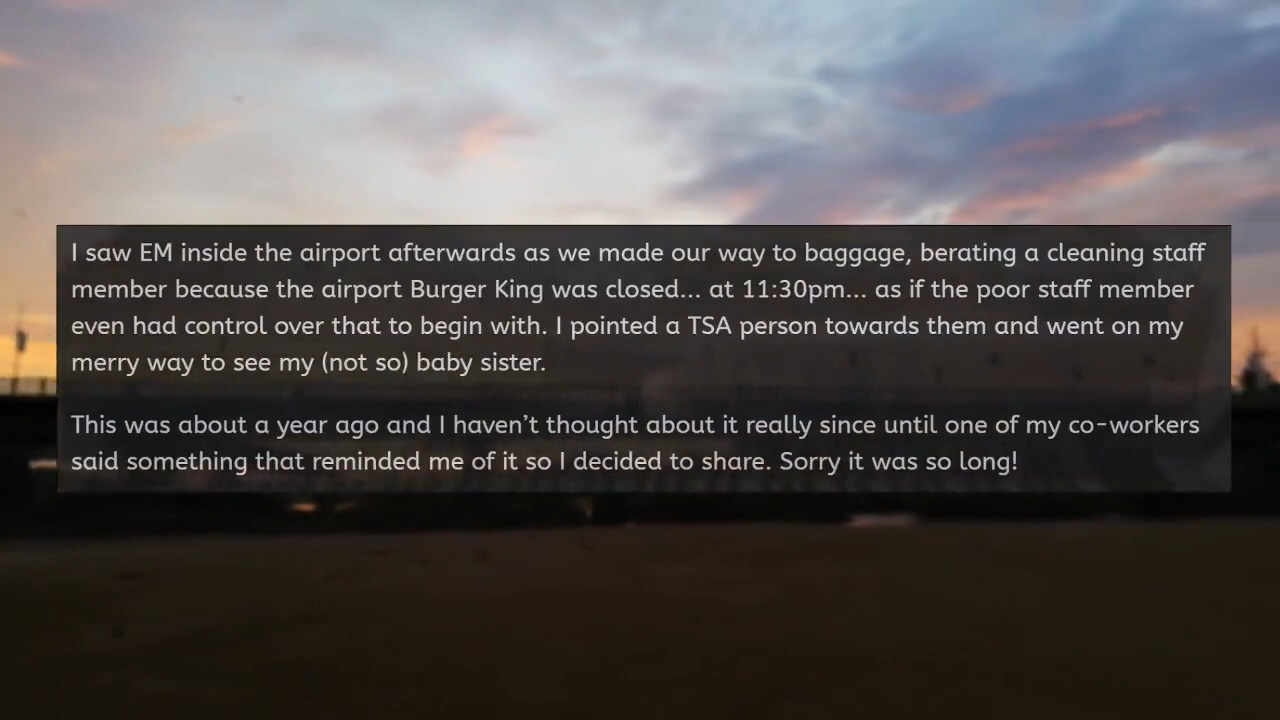 I saw EM inside the airport afterwards as we made our way to baggage, berating a cleaning staff
member because the airport Burger King was closed... at 11:30pm... as if the poor staff member
even had control over that to begin with. I pointed a TSA person towards them and went on my
merry way to see my (not so) baby sister.
This was about a year ago and I haven’t thought about it really since until one of my co-workers
said something that reminded me of it so I decided to share. Sorry it was so long!